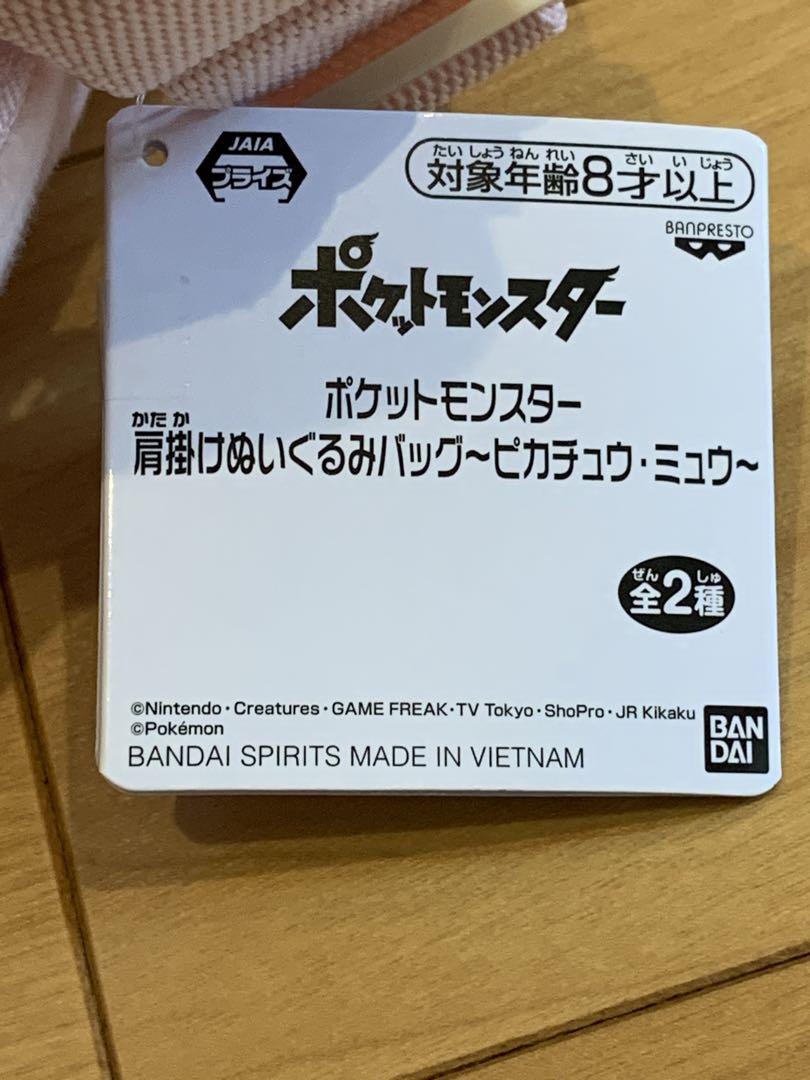 JAIA
プライズ
たいしょうねんれい さい いじょう
対象年齢8才以上
BANPRESTO
ポケットモンスター
ポケットモンスター
かたか
肩掛けぬいぐるみバッグ~ピカチュウ・ミュウ~
ぜん しゅ
全2種
©Nintendo・Creatures・GAME FREAK・TV Tokyo・ShoPro・JR Kikaku
©Pokémon
BANDAI SPIRITS MADE IN VIETNAM
BAN
DAI